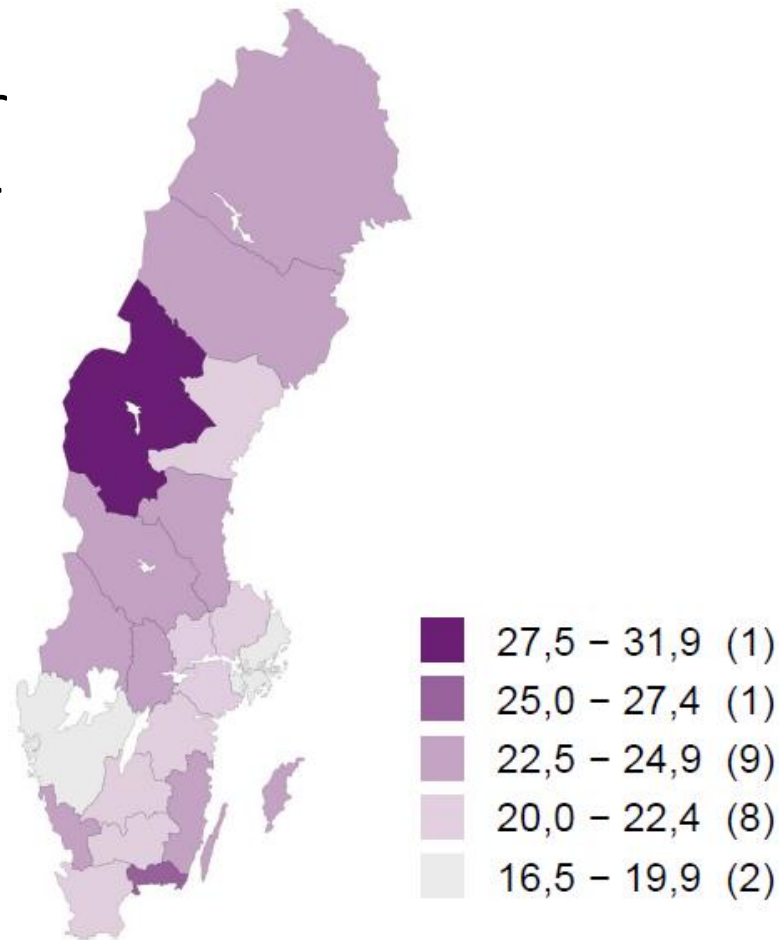 27,5 – 31,9 (1)
25,0 – 27,4 (1)
22,5 – 24,9 (9)
20,0 – 22,4 (8)
16,5 – 19,9 (2)